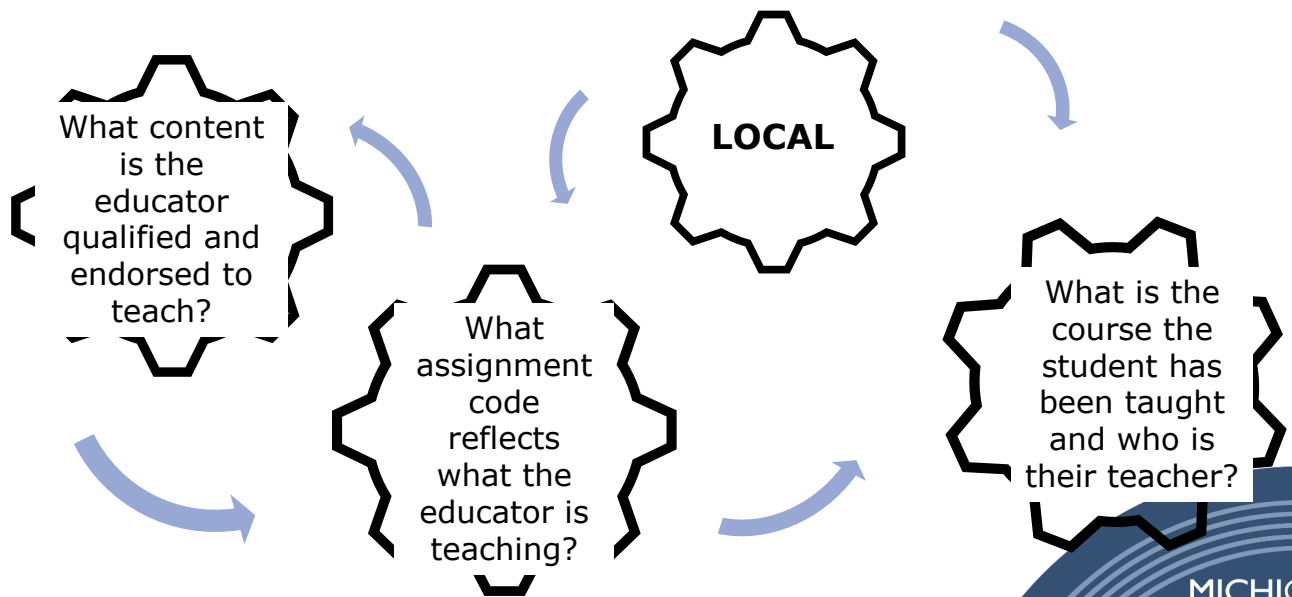 What content
is the
educator
qualified and
endorsed to
teach?
LOCAL
What
assignment
code
reflects
what the
educator is
teaching?
What is the
course the
student has
been taught
and who is
their teacher?